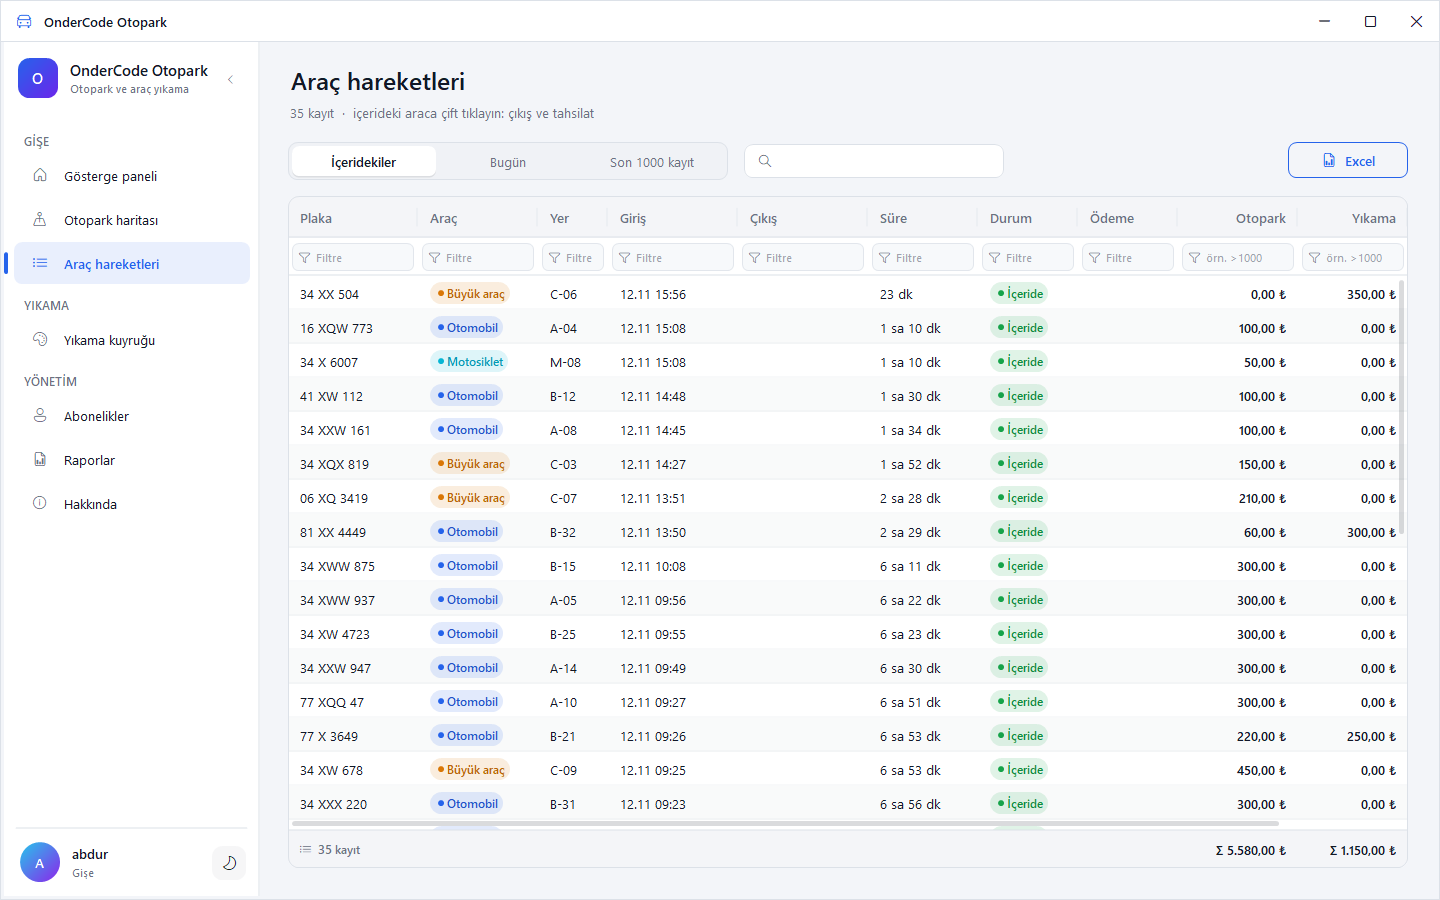 OnderCode Otopark
O
OnderCode Otopark
Otopark ve araç yıkama
GİŞE
Gösterge paneli
Otopark haritası
Araç hareketleri
YIKAMA
Yıkama kuyruğu
YÖNETİM
Abonelikler
Raporlar
Hakkında
A
abdur
Gişe
Araç hareketleri
35 kayıt · içerideki araca çift tıklayın: çıkış ve tahsilat
İçeridekiler Bugün Son 1000 kayıt Excel
Plaka Araç Yer Giriş Çıkış Süre Durum Ödeme Otopark Yıkama
Filtre Filtre Filtre Filtre Filtre Filtre Filtre Filtre örn. >1000 örn. >1000
34 XX 504 Büyük araç C-06 12.11 15:56 23 dk İçeride 0,00 ₺ 350,00 ₺
16 XQW 773 Otomobil A-04 12.11 15:08 1 sa 10 dk İçeride 100,00 ₺ 0,00 ₺
34 X 6007 Motosiklet M-08 12.11 15:08 1 sa 10 dk İçeride 50,00 ₺ 0,00 ₺
41 XW 112 Otomobil B-12 12.11 14:48 1 sa 30 dk İçeride 100,00 ₺ 0,00 ₺
34 XXW 161 Otomobil A-08 12.11 14:45 1 sa 34 dk İçeride 100,00 ₺ 0,00 ₺
34 XQX 819 Büyük araç C-03 12.11 14:27 1 sa 52 dk İçeride 150,00 ₺ 0,00 ₺
06 XQ 3419 Büyük araç C-07 12.11 13:51 2 sa 28 dk İçeride 210,00 ₺ 0,00 ₺
81 XX 4449 Otomobil B-32 12.11 13:50 2 sa 29 dk İçeride 60,00 ₺ 300,00 ₺
34 XWW 875 Otomobil B-15 12.11 10:08 6 sa 11 dk İçeride 300,00 ₺ 0,00 ₺
34 XWW 937 Otomobil A-05 12.11 09:56 6 sa 22 dk İçeride 300,00 ₺ 0,00 ₺
34 XW 4723 Otomobil B-25 12.11 09:55 6 sa 23 dk İçeride 300,00 ₺ 0,00 ₺
34 XXW 947 Otomobil A-14 12.11 09:49 6 sa 30 dk İçeride 300,00 ₺ 0,00 ₺
77 XQQ 47 Otomobil A-10 12.11 09:27 6 sa 51 dk İçeride 300,00 ₺ 0,00 ₺
77 X 3649 Otomobil B-21 12.11 09:26 6 sa 53 dk İçeride 220,00 ₺ 250,00 ₺
34 XW 678 Büyük araç C-09 12.11 09:25 6 sa 53 dk İçeride 450,00 ₺ 0,00 ₺
34 XXX 220 Otomobil B-31 12.11 09:23 6 sa 56 dk İçeride 300,00 ₺ 0,00 ₺
35 kayıt Σ 5.580,00 ₺ Σ 1.150,00 ₺